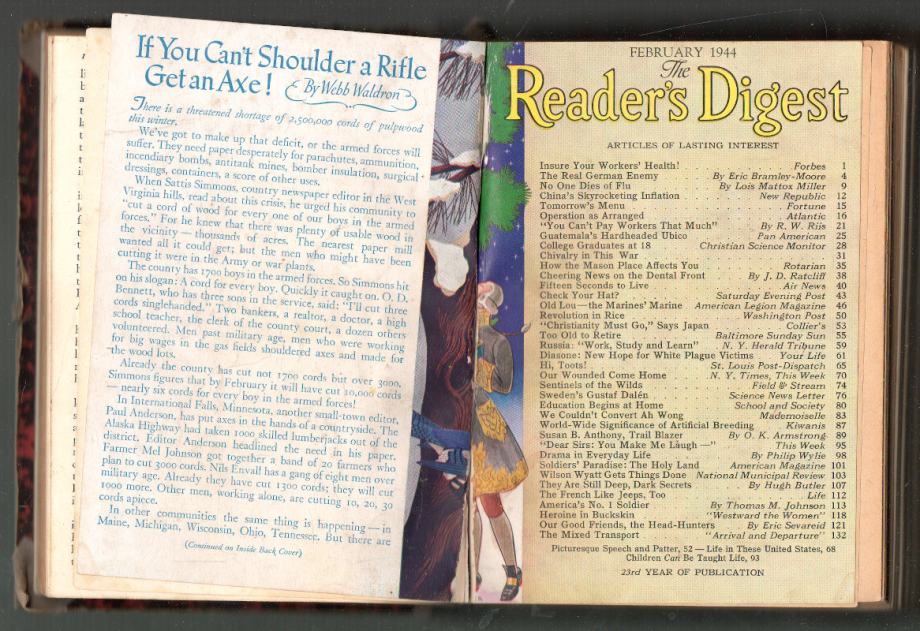 If You Can't Shoulder a Rifle
Get an Axe!
By Webb Waldron
There is a threatened shortage of 2,500,000 cords of pulpwood
this winter.
We've got to make up that deficit, or the armed forces will
suffer. They need paper desperately for parachutes, ammunition,
incendiary bombs, antitank mines, bomber insulation, surgical
dressings, containers, a score of other uses.
When Sattis Simmons, country newspaper editor in the West
Virginia hills, read about this crisis, he urged his community to
"cut a cord of wood for every one of our boys in the armed
forces." For he knew that there was plenty of usable wood in
the vicinity — thousands of acres. The nearest paper mill
wanted all it could get, but the men who might have been
cutting it were in the Army or war plants.
The county has 1700 boys in the armed forces. So Simmons hit
on his slogan: A cord for every boy. Quickly it caught on. O. D.
Bennett, who has three sons in the service, said: "I'll cut three
cords singlehanded." Two bankers, a realtor, a doctor, a high
school teacher, the clerk of the county court, a dozen others
volunteered. Men past military age, men who were working
for big wages in the gas fields shouldered axes and made for
the wood lots.
Already the county has cut not 1700 cords but over 3000.
Simmons figures that by February it will have cut 10,000 cords
— nearly six cords for every boy in the armed forces!
In International Falls, Minnesota, another small-town editor,
Paul Anderson, has put axes in the hands of a countryside. The
Alaska Highway had taken 1000 skilled lumberjacks out of the
district. Editor Anderson headlined the need in his paper.
Farmer Mel Johnson got together a band of 20 farmers who
plan to cut 3000 cords. Nils Envall has a gang of eight men over
military age. Already they have cut 1300 cords; they will cut
1000 more. Other men, working alone, are cutting 10, 20, 30
cords apiece.
In other communities the same thing is happening — in
Maine, Michigan, Wisconsin, Ohio, Tennessee. But there are
(Continued on Inside Back Cover)
FEBRUARY 1944
The
Reader's Digest
ARTICLES OF LASTING INTEREST
Insure Your Workers' Health! Forbes 1
The Real German Enemy By Eric Bramley-Moore 4
No One Dies of Flu By Lois Mattox Miller 9
China's Skyrocketing Inflation New Republic 12
Tomorrow's Menu Fortune 15
Operation as Arranged Atlantic 16
"You Can't Pay Workers That Much" By R. W. Riis 21
Guatemala's Hardheaded Ubico Pan American 25
College Graduates at 18 Christian Science Monitor 28
Chivalry in This War 31
How the Mason Place Affects You Rotarian 35
Cheering News on the Dental Front By J. D. Ratcliff 38
Fifteen Seconds to Live Air News 40
Check Your Hat? Saturday Evening Post 43
Old Lou—the Marines' Marine American Legion Magazine 46
Revolution in Rice Washington Post 50
"Christianity Must Go," Says Japan Collier's 53
Too Old to Retire Baltimore Sunday Sun 55
Russia: "Work, Study and Learn" N. Y. Herald Tribune 59
Diasone: New Hope for White Plague Victims Your Life 61
Hi, Toots! St. Louis Post-Dispatch 65
Our Wounded Come Home N. Y. Times, This Week 70
Sentinels of the Wilds Field & Stream 74
Sweden's Gustaf Dalén Science News Letter 76
Education Begins at Home School and Society 80
We Couldn't Convert Ah Wong Mademoiselle 83
World-Wide Significance of Artificial Breeding Kiwanis 87
Susan B. Anthony, Trail Blazer By O. K. Armstrong 89
"Dear Sirs: You Make Me Laugh —" This Week 95
Drama in Everyday Life By Philip Wylie 98
Soldiers' Paradise: The Holy Land American Magazine 101
Wilson Wyatt Gets Things Done National Municipal Review 103
They Are Still Deep, Dark Secrets By Hugh Butler 107
The French Like Jeeps, Too Life 112
America's No. 1 Soldier By Thomas M. Johnson 113
Heroine in Buckskin "Westward the Women" 118
Our Good Friends, the Head-Hunters By Eric Sevareid 121
The Mixed Transport "Arrival and Departure" 132
Picturesque Speech and Patter, 52 — Life in These United States, 68
Children Can Be Taught Life, 93
23rd YEAR OF PUBLICATION